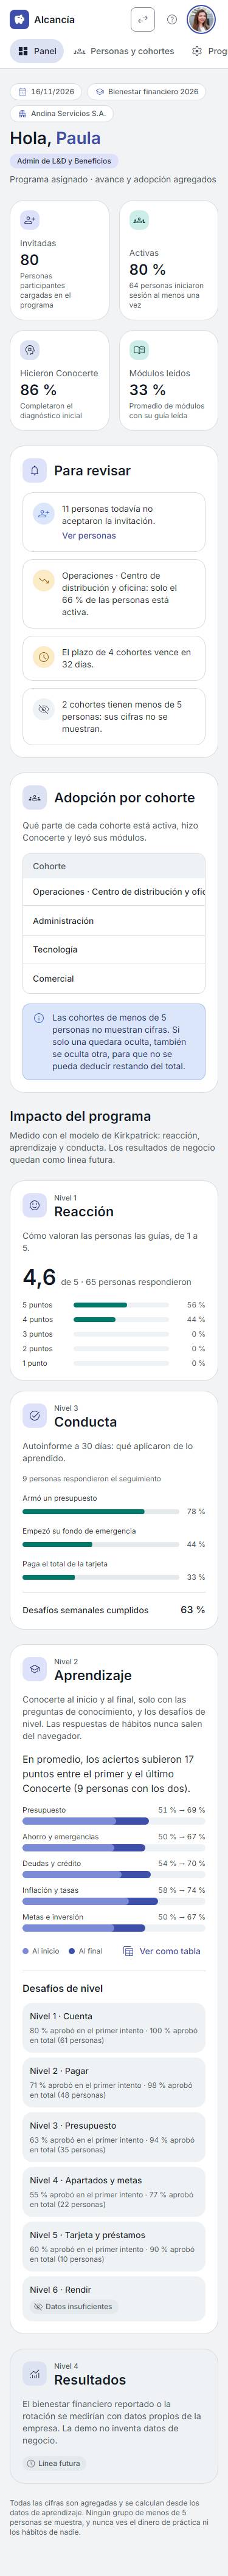 Alcancía
Panel
Personas y cohortes
Prog
16/11/2026
Bienestar financiero 2026
Andina Servicios S.A.
Hola, Paula
Admin de L&D y Beneficios
Programa asignado · avance y adopción agregados
Invitadas
80
Personas
participantes
cargadas en el
programa
Activas
80 %
64 personas iniciaron
sesión al menos una
vez
Hicieron Conocerte
86 %
Completaron el
diagnóstico inicial
Módulos leídos
33 %
Promedio de módulos
con su guía leída
Para revisar
11 personas todavía no
aceptaron la invitación.
Ver personas
Operaciones · Centro de
distribución y oficina: solo el
66 % de las personas está
activa.
El plazo de 4 cohortes vence en
32 días.
2 cohortes tienen menos de 5
personas: sus cifras no se
muestran.
Adopción por cohorte
Qué parte de cada cohorte está activa, hizo
Conocerte y leyó sus módulos.
Cohorte
Operaciones · Centro de distribución y ofic
Administración
Tecnología
Comercial
Las cohortes de menos de 5
personas no muestran cifras. Si
solo una quedara oculta, también
se oculta otra, para que no se
pueda deducir restando del total.
Impacto del programa
Medido con el modelo de Kirkpatrick: reacción,
aprendizaje y conducta. Los resultados de negocio
quedan como línea futura.
Nivel 1
Reacción
Cómo valoran las personas las guías, de 1 a
5.
4,6 de 5 · 65 personas respondieron
5 puntos 56 %
4 puntos 44 %
3 puntos 0 %
2 puntos 0 %
1 punto 0 %
Nivel 3
Conducta
Autoinforme a 30 días: qué aplicaron de lo
aprendido.
9 personas respondieron el seguimiento
Armó un presupuesto
78 %
Empezó su fondo de emergencia
44 %
Paga el total de la tarjeta
33 %
Desafíos semanales cumplidos 63 %
Nivel 2
Aprendizaje
Conocerte al inicio y al final, solo con las
preguntas de conocimiento, y los desafíos de
nivel. Las respuestas de hábitos nunca salen
del navegador.
En promedio, los aciertos subieron 17
puntos entre el primer y el último
Conocerte (9 personas con los dos).
Presupuesto 51 % → 69 %
Ahorro y emergencias 50 % → 67 %
Deudas y crédito 54 % → 70 %
Inflación y tasas 58 % → 74 %
Metas e inversión 50 % → 67 %
Al inicio
Al final
Ver como tabla
Desafíos de nivel
Nivel 1 · Cuenta
80 % aprobó en el primer intento · 100 % aprobó
en total (61 personas)
Nivel 2 · Pagar
71 % aprobó en el primer intento · 98 % aprobó
en total (48 personas)
Nivel 3 · Presupuesto
63 % aprobó en el primer intento · 94 % aprobó
en total (35 personas)
Nivel 4 · Apartados y metas
55 % aprobó en el primer intento · 77 % aprobó
en total (22 personas)
Nivel 5 · Tarjeta y préstamos
60 % aprobó en el primer intento · 90 % aprobó
en total (10 personas)
Nivel 6 · Rendir
Datos insuficientes
Nivel 4
Resultados
El bienestar financiero reportado o la
rotación se medirían con datos propios de la
empresa. La demo no inventa datos de
negocio.
Línea futura
Todas las cifras son agregadas y se calculan desde los
datos de aprendizaje. Ningún grupo de menos de 5
personas se muestra, y nunca ves el dinero de práctica ni
los hábitos de nadie.